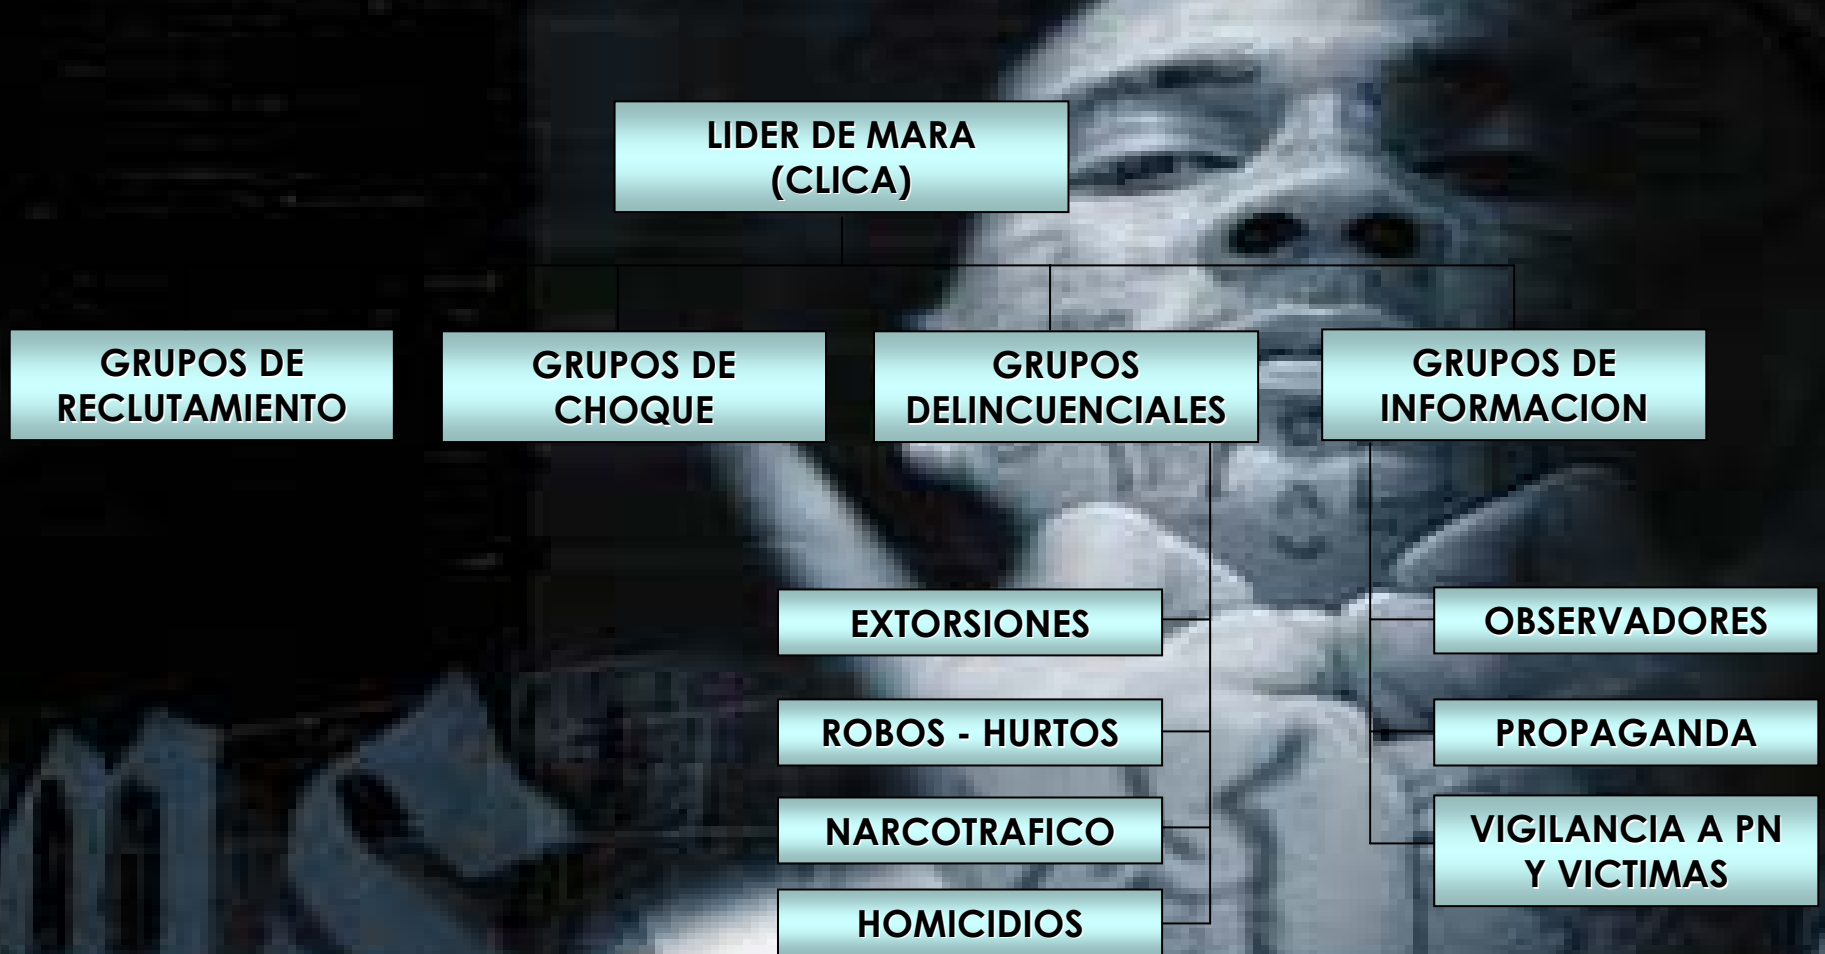 LIDER DE MARA
(CLICA)
GRUPOS DE
RECLUTAMIENTO
GRUPOS DE
CHOQUE
GRUPOS
DELINCUENCIALES
GRUPOS DE
INFORMACION
EXTORSIONES
ROBOS - HURTOS
NARCOTRAFICO
HOMICIDIOS
OBSERVADORES
PROPAGANDA
VIGILANCIA A PN
Y VICTIMAS